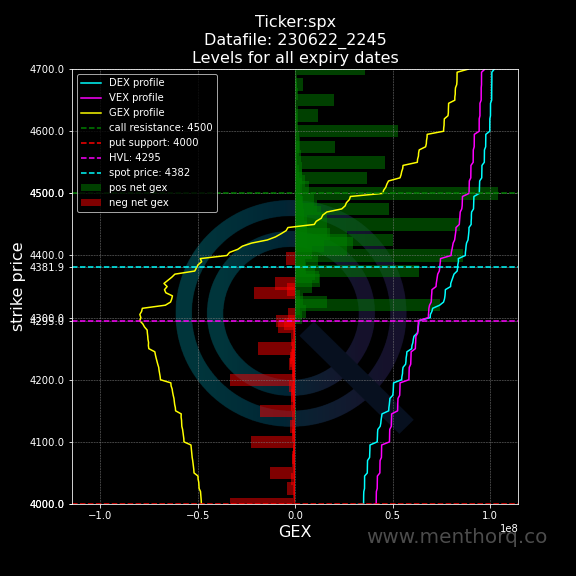 Ticker:spx
Datafile: 230622_2245
Levels for all expiry dates
DEX profile
VEX profile
GEX profile
call resistance: 4500
put support: 4000
HVL: 4295
spot price: 4382
pos net gex
neg net gex
strike price
4700.0
4600.0
4500.0
4400.0
4381.9
4300.0
4295.0
4200.0
4100.0
4000.0
−1.0 −0.5 0.0 0.5 1.0
1e8
GEX
www.menthorq.co